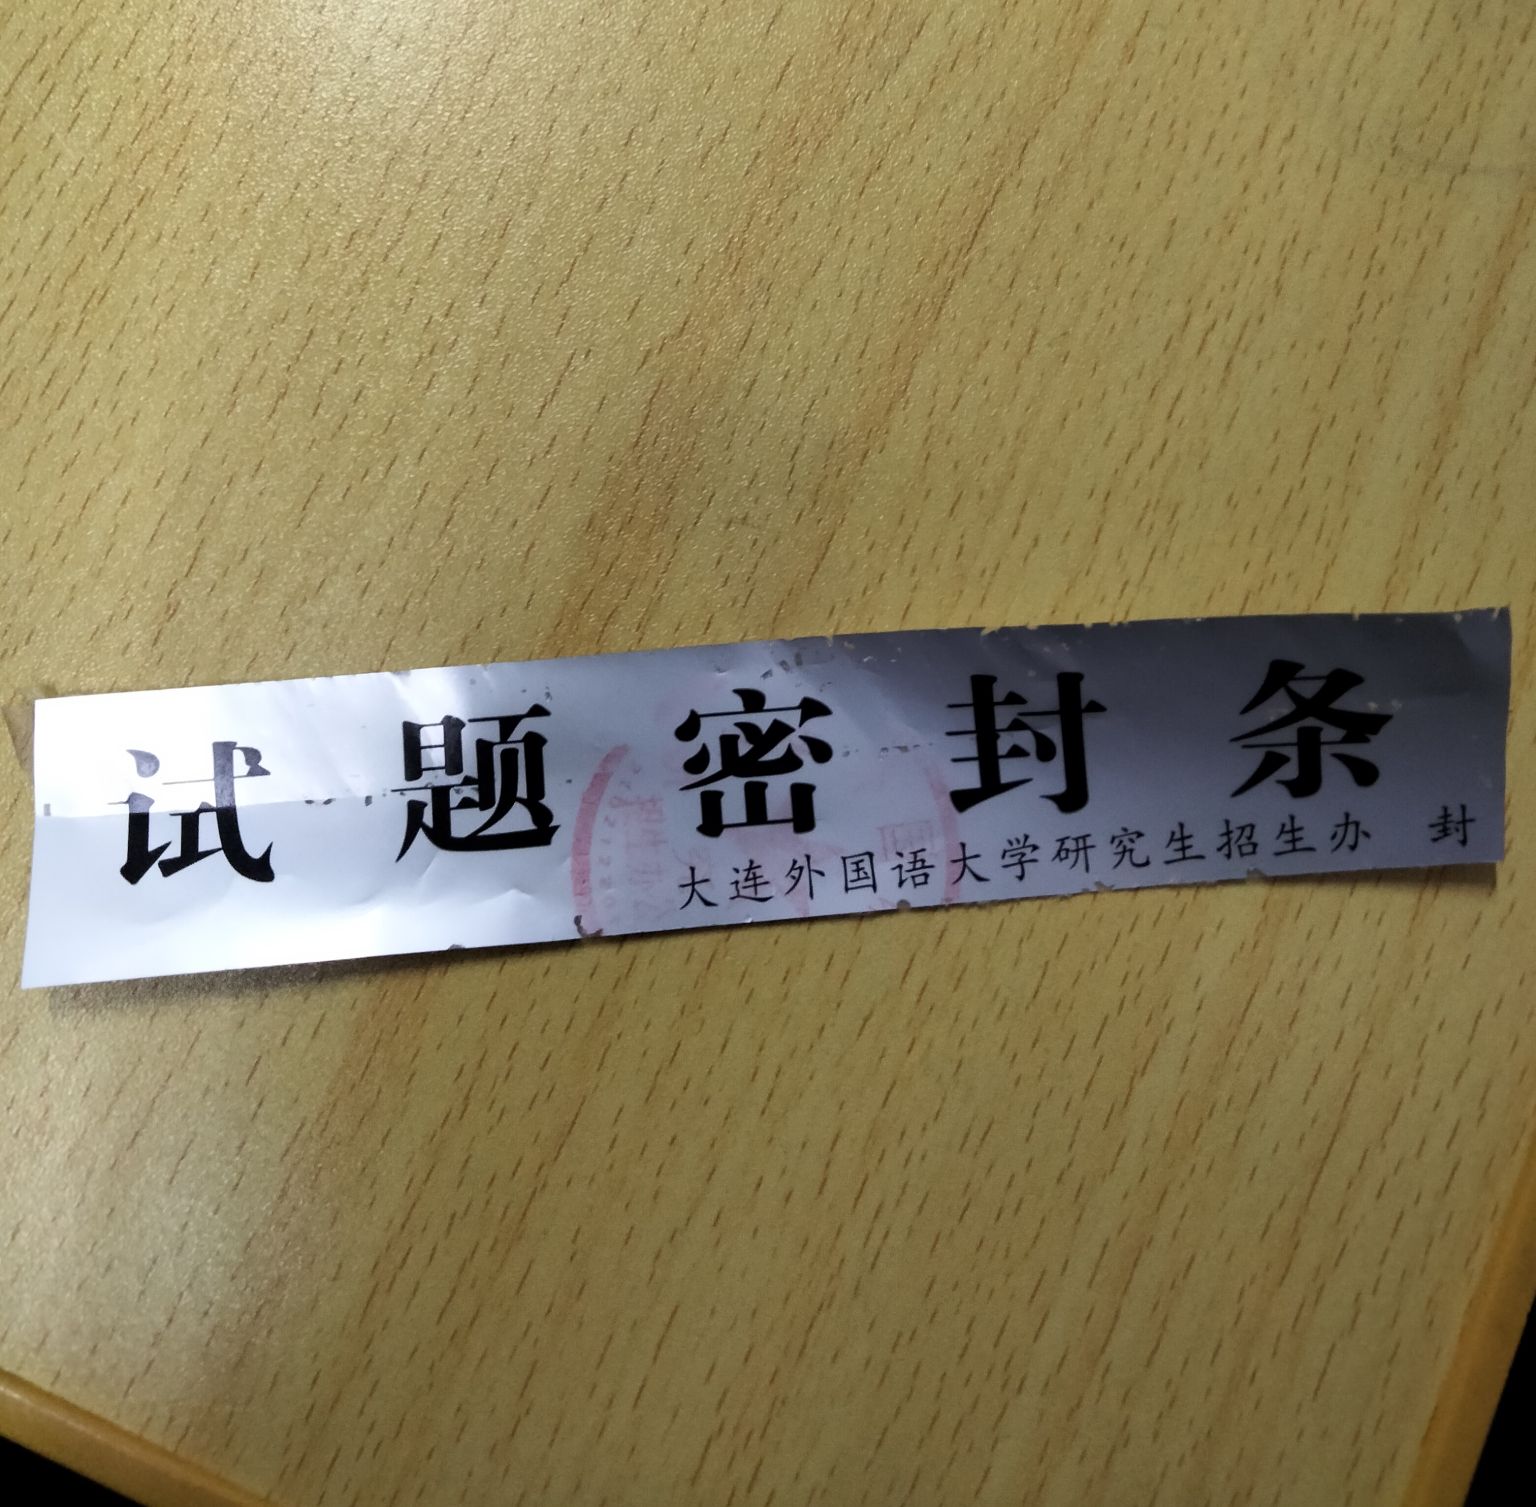 试题密封条
大连外国语大学研究生招生办 封